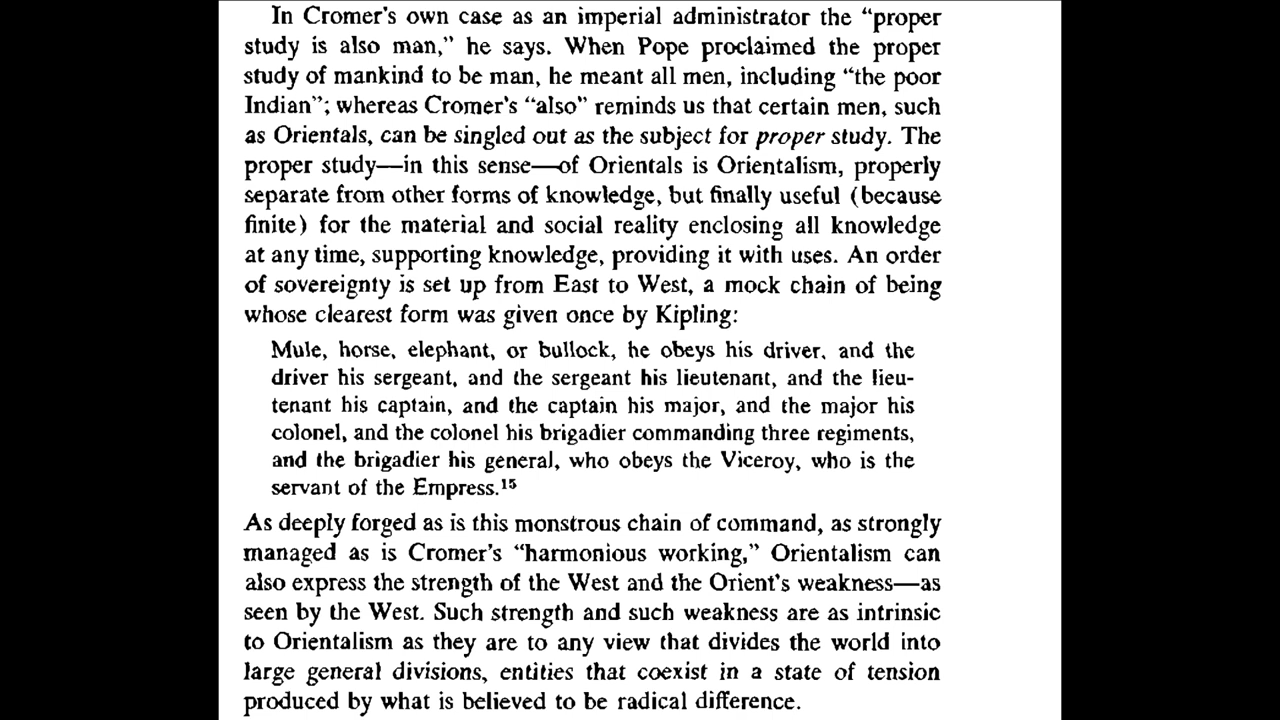 In Cromer's own case as an imperial administrator the “proper
study is also man,” he says. When Pope proclaimed the proper
study of mankind to be man, he meant all men, including “the poor
Indian”; whereas Cromer's “also” reminds us that certain men, such
as Orientals, can be singled out as the subject for proper study. The
proper study—in this sense—of Orientals is Orientalism, properly
separate from other forms of knowledge, but finally useful (because
finite) for the material and social reality enclosing all knowledge
at any time, supporting knowledge, providing it with uses. An order
of sovereignty is set up from East to West, a mock chain of being
whose clearest form was given once by Kipling:
Mule, horse, elephant, or bullock, he obeys his driver, and the
driver his sergeant, and the sergeant his lieutenant, and the lieu-
tenant his captain, and the captain his major, and the major his
colonel, and the colonel his brigadier commanding three regiments,
and the brigadier his general, who obeys the Viceroy, who is the
servant of the Empress.¹⁵
As deeply forged as is this monstrous chain of command, as strongly
managed as is Cromer's “harmonious working,” Orientalism can
also express the strength of the West and the Orient's weakness—as
seen by the West. Such strength and such weakness are as intrinsic
to Orientalism as they are to any view that divides the world into
large general divisions, entities that coexist in a state of tension
produced by what is believed to be radical difference.